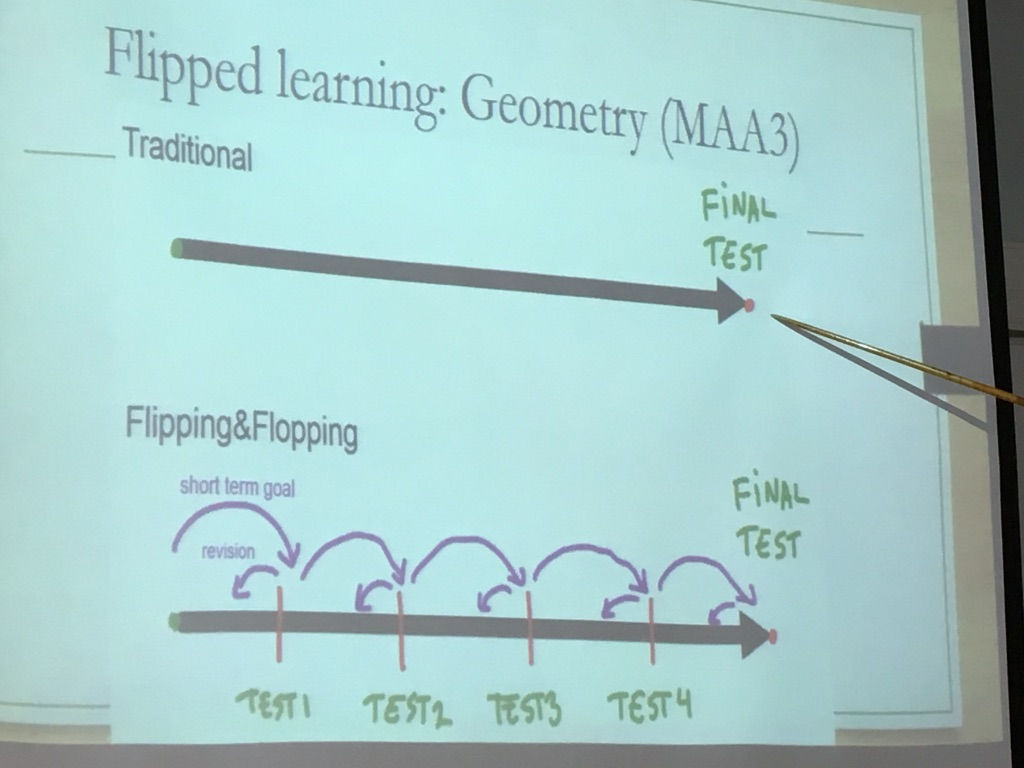 Flipped learning: Geometry (MAA3)
Traditional
FiNAL
TEST
Flipping&Flopping
short term goal
revision
FiNAL
TEST
TEST1
TEST2
TEST3
TEST4